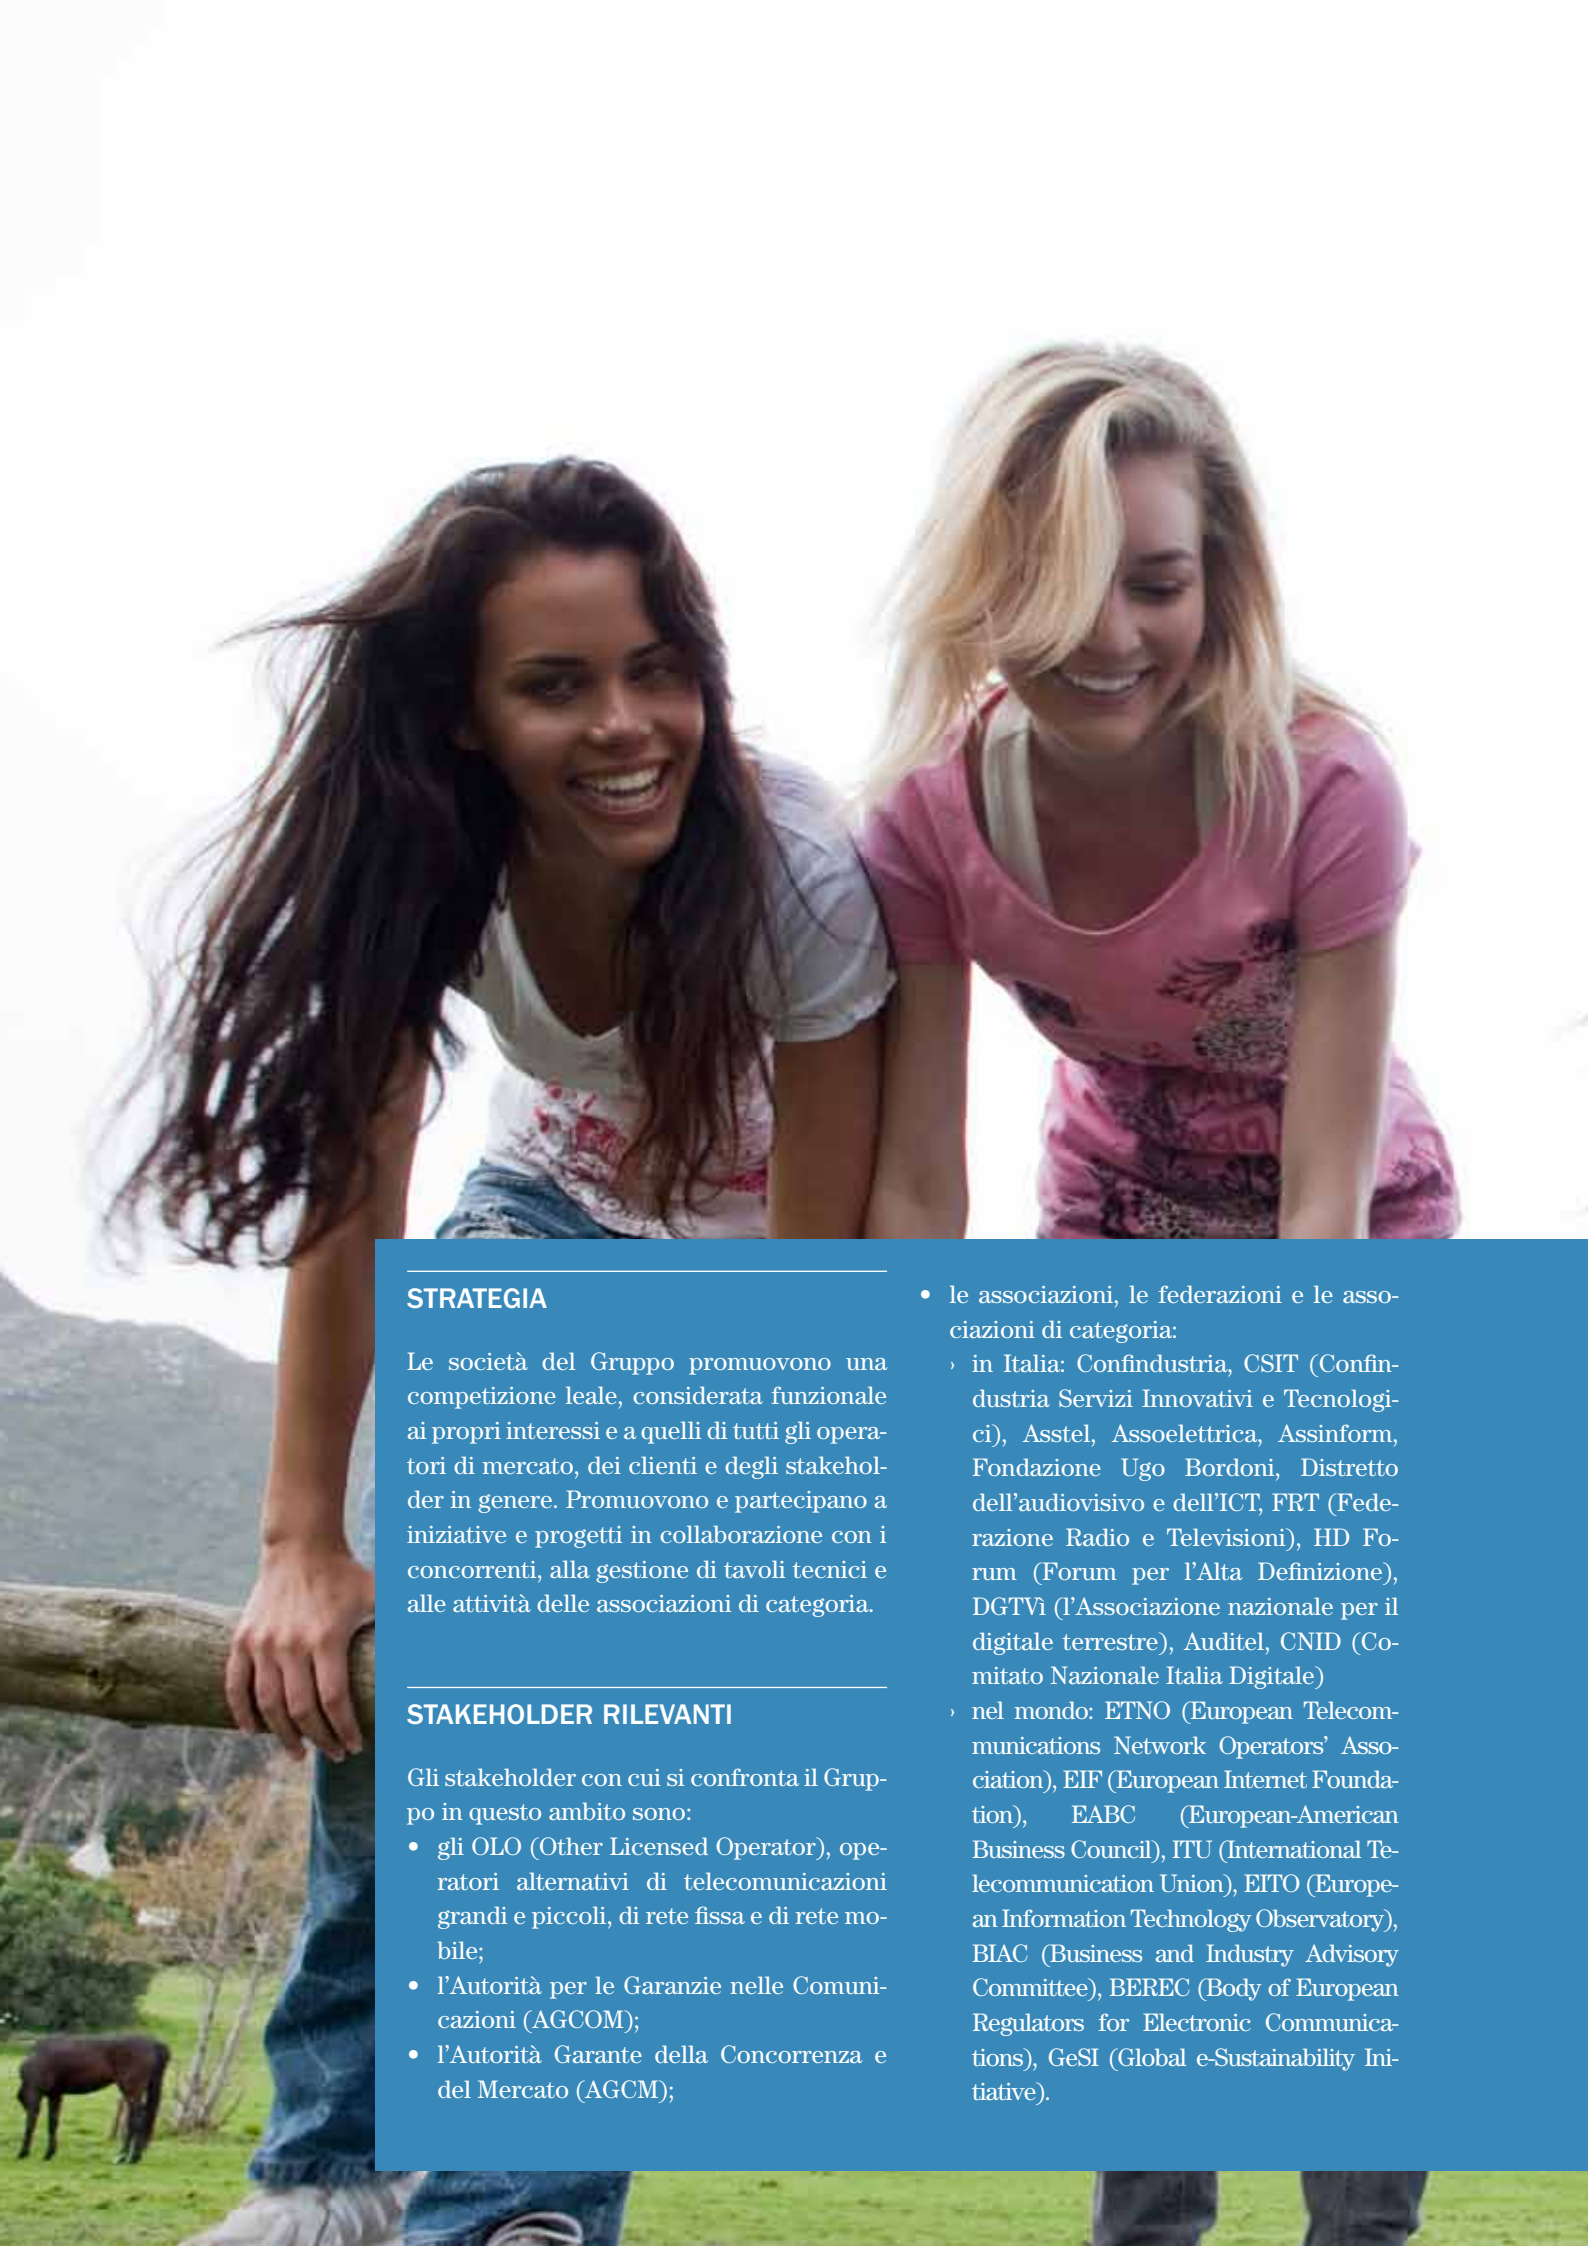 STRATEGIA
Le società del Gruppo promuovono una
competizione leale, considerata funzionale
ai propri interessi e a quelli di tutti gli opera-
tori di mercato, dei clienti e degli stakehol-
der in genere. Promuovono e partecipano a
iniziative e progetti in collaborazione con i
concorrenti, alla gestione di tavoli tecnici e
alle attività delle associazioni di categoria.
STAKEHOLDER RILEVANTI
Gli stakeholder con cui si confronta il Grup-
po in questo ambito sono:
• gli OLO (Other Licensed Operator), ope-
ratori alternativi di telecomunicazioni
grandi e piccoli, di rete fissa e di rete mo-
bile;
• l'Autorità per le Garanzie nelle Comuni-
cazioni (AGCOM);
• l'Autorità Garante della Concorrenza e
del Mercato (AGCM);
• le associazioni, le federazioni e le asso-
ciazioni di categoria:
› in Italia: Confindustria, CSIT (Confin-
dustria Servizi Innovativi e Tecnologi-
ci), Asstel, Assoelettrica, Assinform,
Fondazione Ugo Bordoni, Distretto
dell'audiovisivo e dell'ICT, FRT (Fede-
razione Radio e Televisioni), HD Fo-
rum (Forum per l'Alta Definizione),
DGTVì (l'Associazione nazionale per il
digitale terrestre), Auditel, CNID (Co-
mitato Nazionale Italia Digitale)
› nel mondo: ETNO (European Telecom-
munications Network Operators' Asso-
ciation), EIF (European Internet Founda-
tion), EABC (European-American
Business Council), ITU (International Te-
lecommunication Union), EITO (Europe-
an Information Technology Observatory),
BIAC (Business and Industry Advisory
Committee), BEREC (Body of European
Regulators for Electronic Communica-
tions), GeSI (Global e-Sustainability Ini-
tiative).